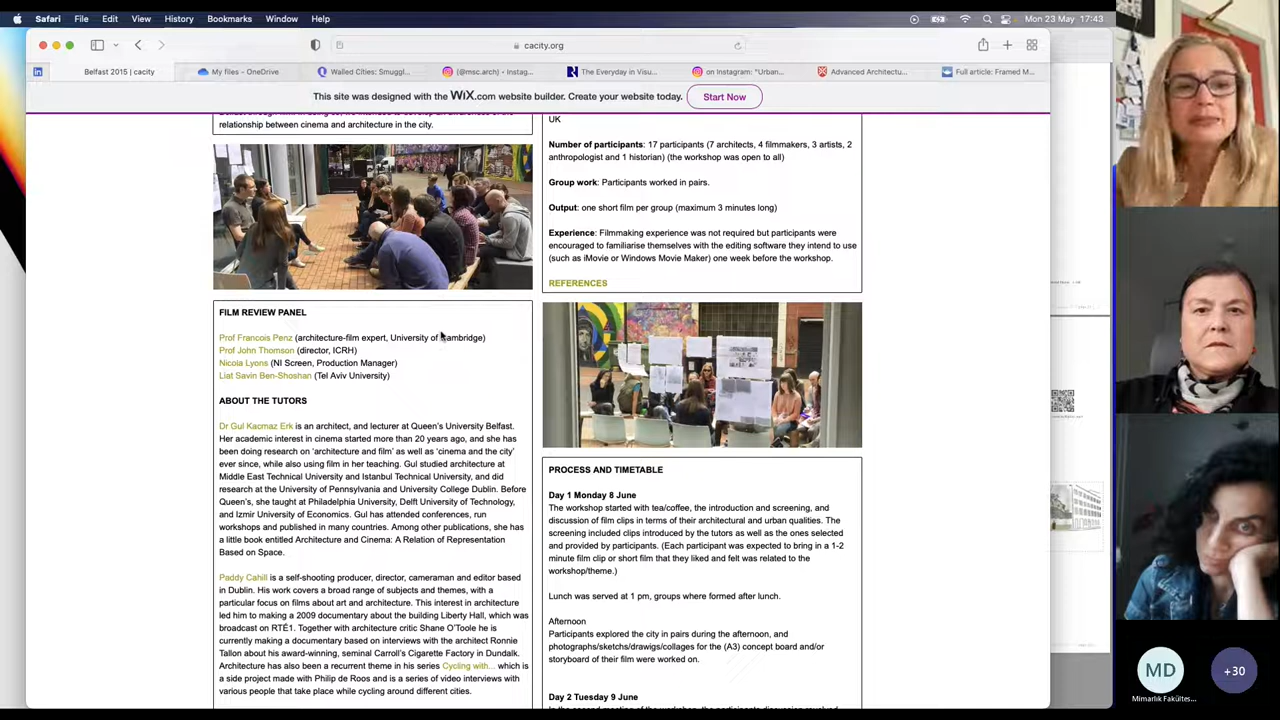 Safari File Edit View History Bookmarks Window Help
Mon 23 May 17:43
cacity.org
Belfast 2015 | cacity
My files - OneDrive
Walled Cities: Smuggl...
(@msc.arch) • Instag...
The Everyday in Visu...
on Instagram: "Urban...
Advanced Architectu...
Full article: Framed M...
This site was designed with the WiX.com website builder. Create your website today. Start Now
relationship between cinema and architecture in the city.
FILM REVIEW PANEL
Prof Francois Penz (architecture-film expert, University of Cambridge)
Prof John Thomson (director, ICRH)
Nicola Lyons (NI Screen, Production Manager)
Liat Savin Ben-Shoshan (Tel Aviv University)
ABOUT THE TUTORS
Dr Gul Kacmaz Erk is an architect, and lecturer at Queen's University Belfast.
Her academic interest in cinema started more than 20 years ago, and she has
been doing research on 'architecture and film' as well as 'cinema and the city'
ever since, while also using film in her teaching. Gul studied architecture at
Middle East Technical University and Istanbul Technical University, and did
research at the University of Pennsylvania and University College Dublin. Before
Queen's, she taught at Philadelphia University, Delft University of Technology,
and Izmir University of Economics. Gul has attended conferences, run
workshops and published in many countries. Among other publications, she has
a little book entitled Architecture and Cinema: A Relation of Representation
Based on Space.
Paddy Cahill is a self-shooting producer, director, cameraman and editor based
in Dublin. His work covers a broad range of subjects and themes, with a
particular focus on films about art and architecture. This interest in architecture
led him to making a 2009 documentary about the building Liberty Hall, which was
broadcast on RTÉ1. Together with architecture critic Shane O'Toole he is
currently making a documentary based on interviews with the architect Ronnie
Tallon about his award-winning, seminal Carroll's Cigarette Factory in Dundalk.
Architecture has also been a recurrent theme in his series Cycling with... which is
a side project made with Philip de Roos and is a series of video interviews with
various people that take place while cycling around different cities.
UK
Number of participants: 17 participants (7 architects, 4 filmmakers, 3 artists, 2
anthropologist and 1 historian) (the workshop was open to all)
Group work: Participants worked in pairs.
Output: one short film per group (maximum 3 minutes long)
Experience: Filmmaking experience was not required but participants were
encouraged to familiarise themselves with the editing software they intend to use
(such as iMovie or Windows Movie Maker) one week before the workshop.
REFERENCES
PROCESS AND TIMETABLE
Day 1 Monday 8 June
The workshop started with tea/coffee, the introduction and screening, and
discussion of film clips in terms of their architectural and urban qualities. The
screening included clips introduced by the tutors as well as the ones selected
and provided by participants. (Each participant was expected to bring in a 1-2
minute film clip or short film that they liked and felt was related to the
workshop/theme.)
Lunch was served at 1 pm, groups where formed after lunch.
Afternoon
Participants explored the city in pairs during the afternoon, and
photographs/sketchs/drawigs/collages for the (A3) concept board and/or
storyboard of their film were worked on.
Day 2 Tuesday 9 June
MD
Mimarlık Fakültes...
+30